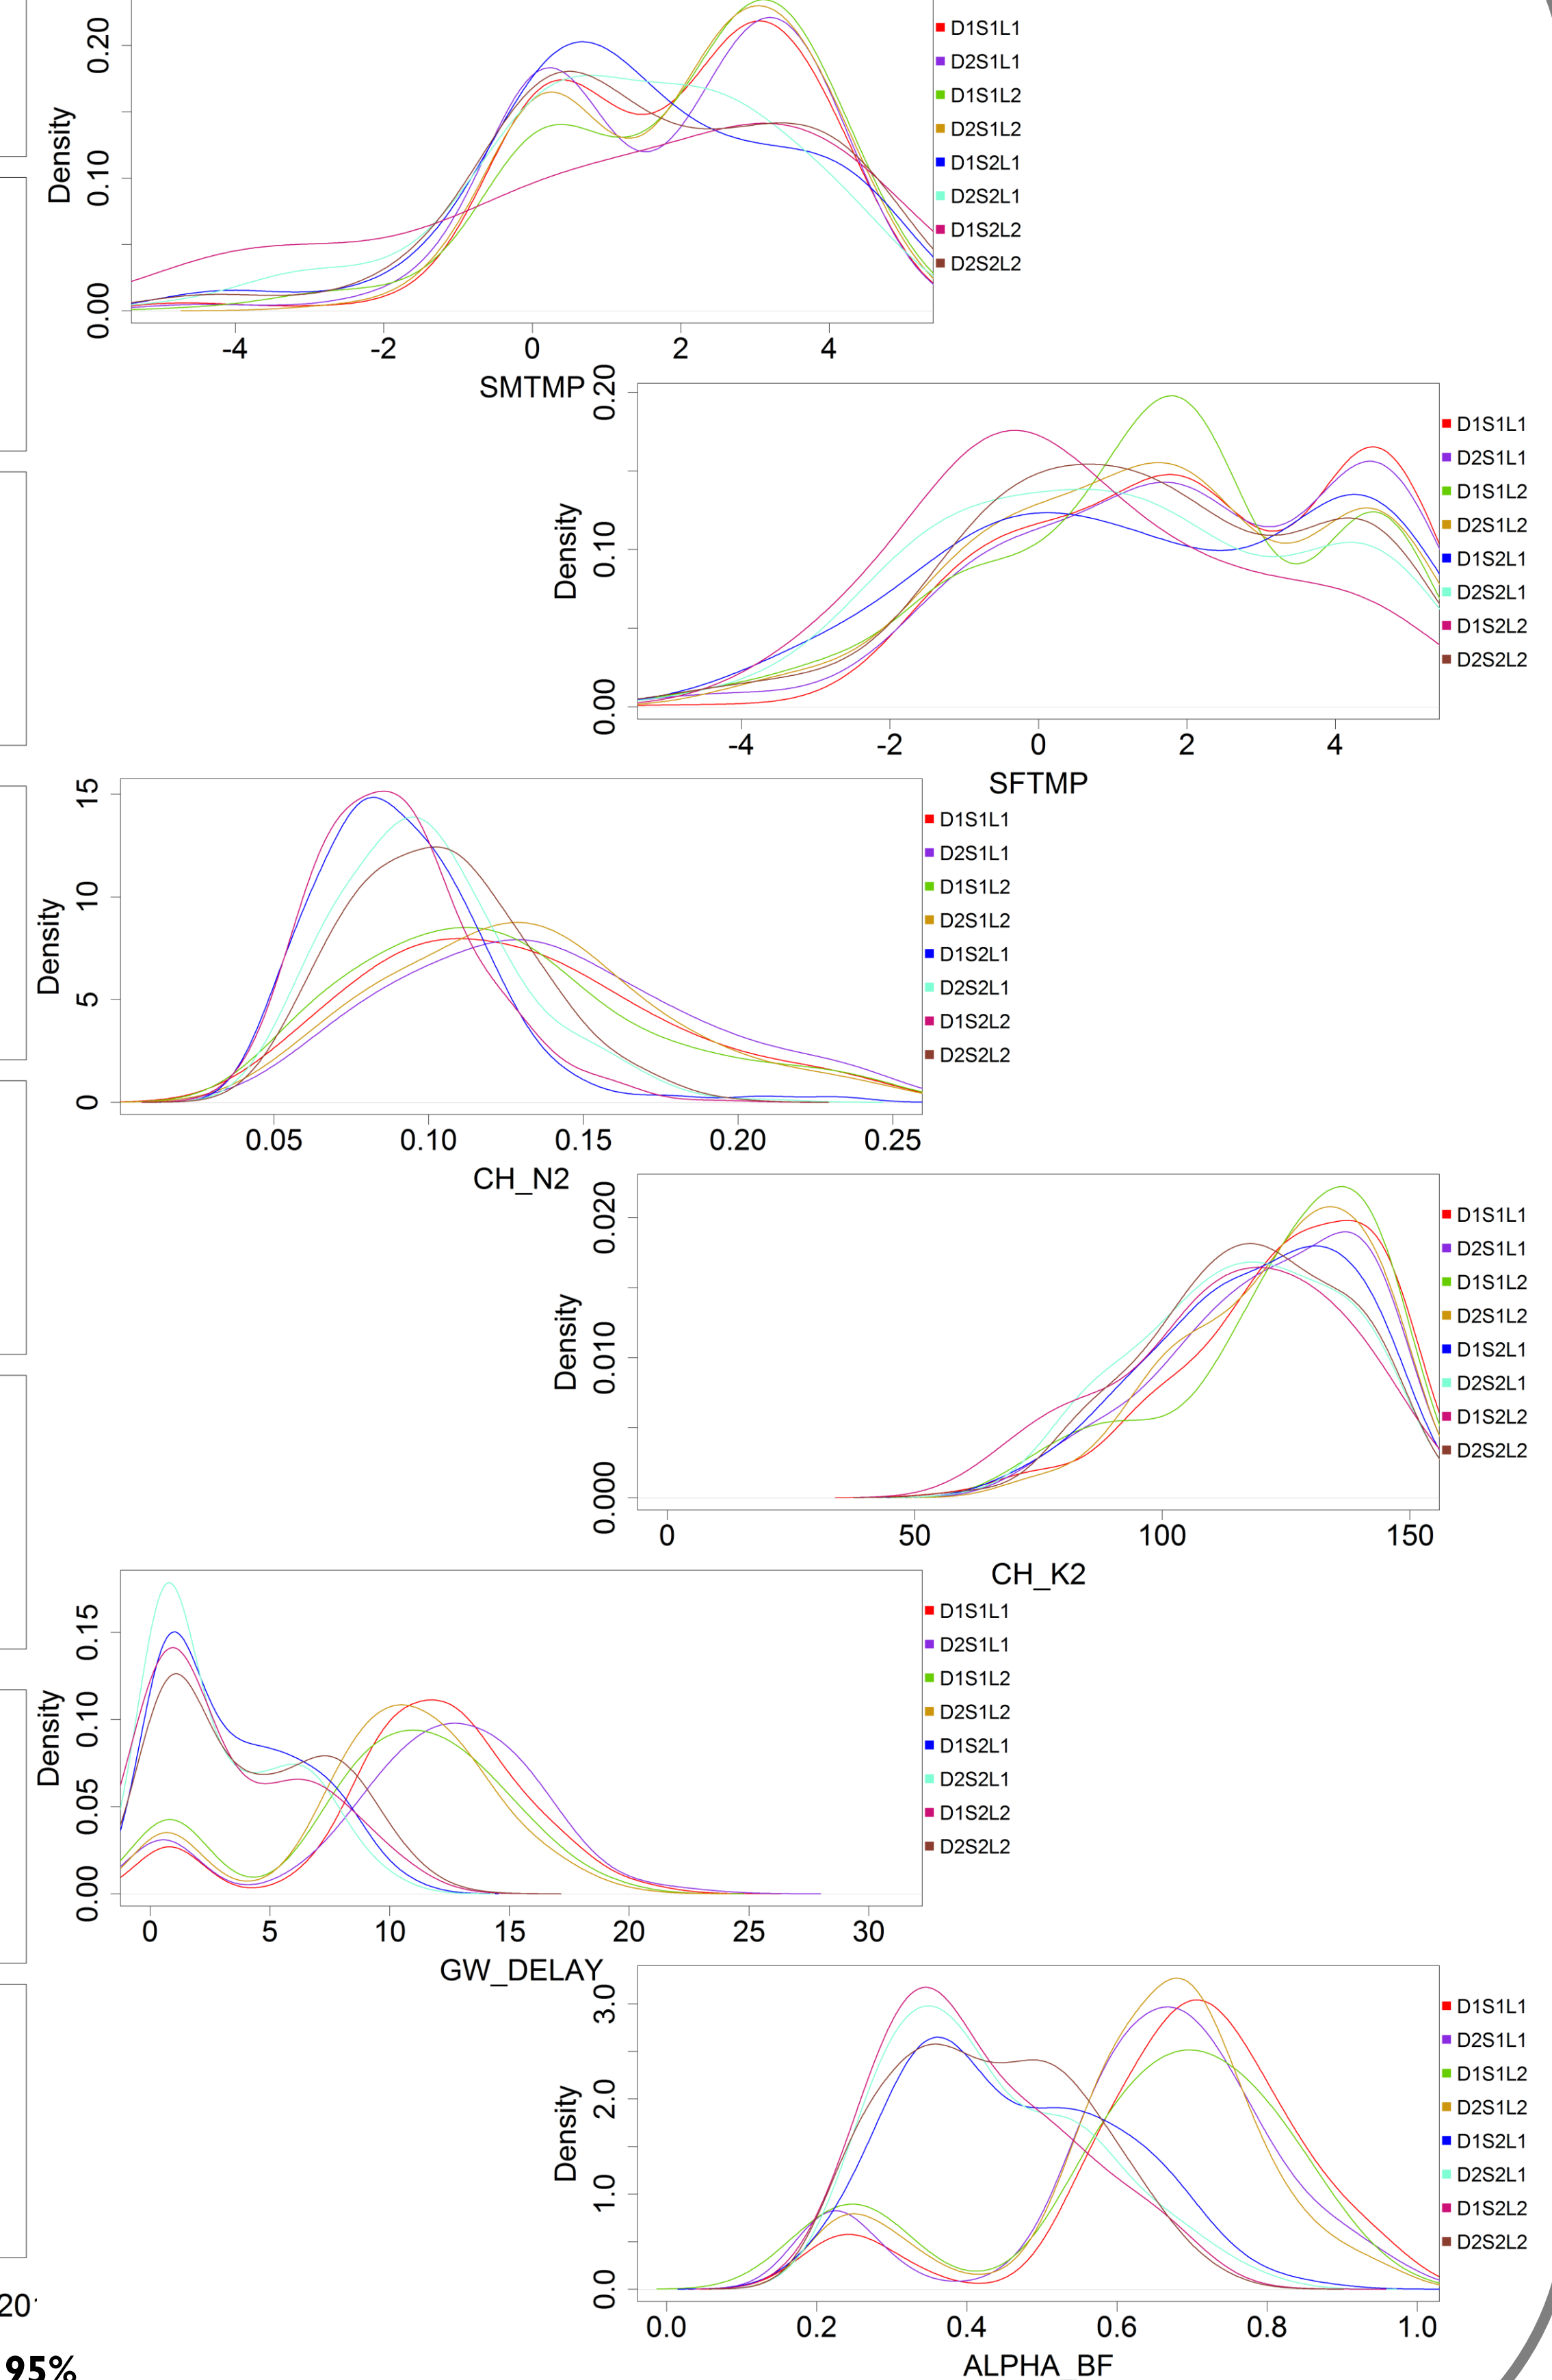 Density
0.00 0.10 0.20
-4 -2 0 2 4
SMTMP
D1S1L1
D2S1L1
D1S1L2
D2S1L2
D1S2L1
D2S2L1
D1S2L2
D2S2L2
Density
0.00 0.10 0.20
-4 -2 0 2 4
SFTMP
D1S1L1
D2S1L1
D1S1L2
D2S1L2
D1S2L1
D2S2L1
D1S2L2
D2S2L2
Density
0 5 10 15
0.05 0.10 0.15 0.20 0.25
CH_N2
D1S1L1
D2S1L1
D1S1L2
D2S1L2
D1S2L1
D2S2L1
D1S2L2
D2S2L2
Density
0.000 0.010 0.020
0 50 100 150
CH_K2
D1S1L1
D2S1L1
D1S1L2
D2S1L2
D1S2L1
D2S2L1
D1S2L2
D2S2L2
Density
0.00 0.05 0.10 0.15
0 5 10 15 20 25 30
GW_DELAY
D1S1L1
D2S1L1
D1S1L2
D2S1L2
D1S2L1
D2S2L1
D1S2L2
D2S2L2
Density
0.0 1.0 2.0 3.0
0.0 0.2 0.4 0.6 0.8 1.0
ALPHA_BF
D1S1L1
D2S1L1
D1S1L2
D2S1L2
D1S2L1
D2S2L1
D1S2L2
D2S2L2
95%